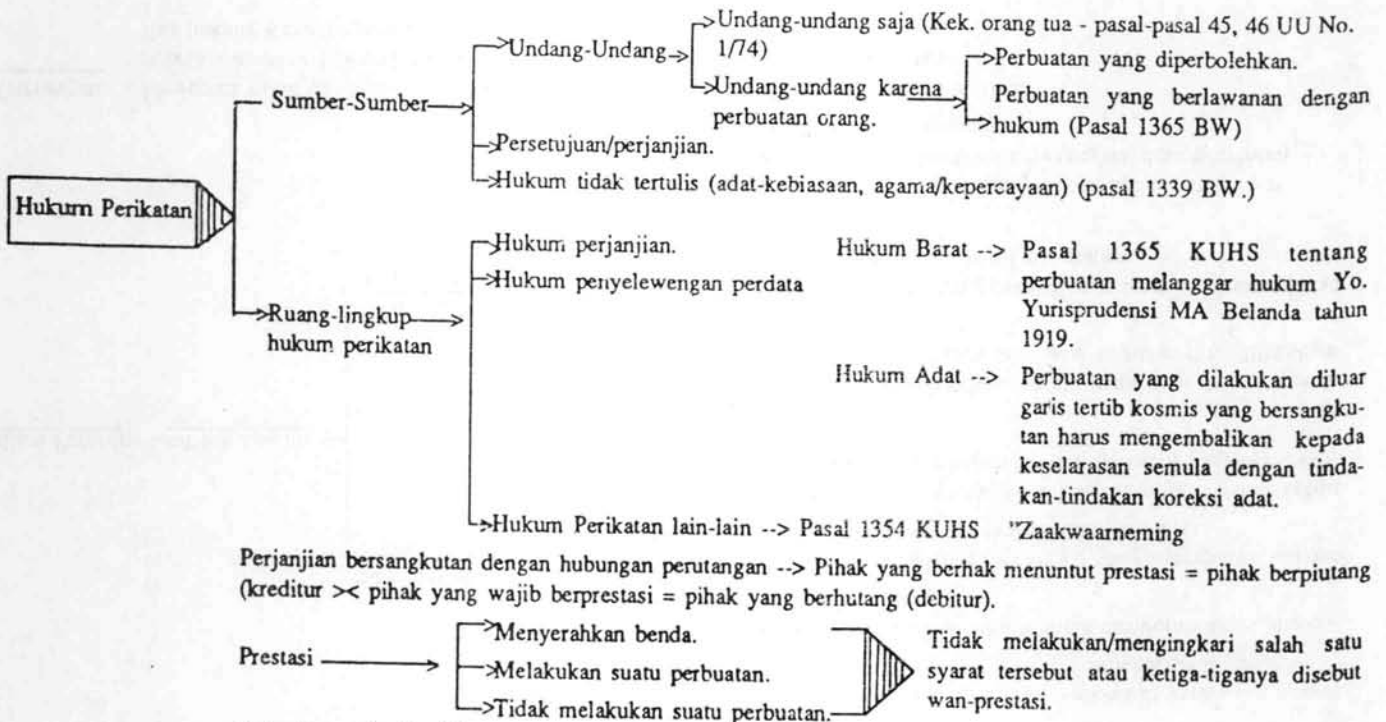 Undang-undang saja (Kek. orang tua - pasal-pasal 45, 46 UU No.
1/74)
Undang-Undang
Perbuatan yang diperbolehkan.
Undang-undang karena
perbuatan orang.
Perbuatan yang berlawanan dengan
hukum (Pasal 1365 BW)
Sumber-Sumber
Persetujuan/perjanjian.
Hukum tidak tertulis (adat-kebiasaan, agama/kepercayaan) (pasal 1339 BW.)
Hukum Perikatan
Ruang-lingkup
hukum perikatan
Hukum perjanjian.
Hukum penyelewengan perdata
Hukum Barat --> Pasal 1365 KUHS tentang
perbuatan melanggar hukum Yo.
Yurisprudensi MA Belanda tahun
1919.
Hukum Adat --> Perbuatan yang dilakukan diluar
garis tertib kosmis yang bersangku-
tan harus mengembalikan kepada
keselarasan semula dengan tinda-
kan-tindakan koreksi adat.
Hukum Perikatan lain-lain --> Pasal 1354 KUHS "Zaakwaarneming
Perjanjian bersangkutan dengan hubungan perutangan --> Pihak yang berhak menuntut prestasi = pihak berpiutang
(kreditur >< pihak yang wajib berprestasi = pihak yang berhutang (debitur).
Prestasi
Menyerahkan benda.
Melakukan suatu perbuatan.
Tidak melakukan suatu perbuatan.
Tidak melakukan/mengingkari salah satu
syarat tersebut atau ketiga-tiganya disebut
wan-prestasi.